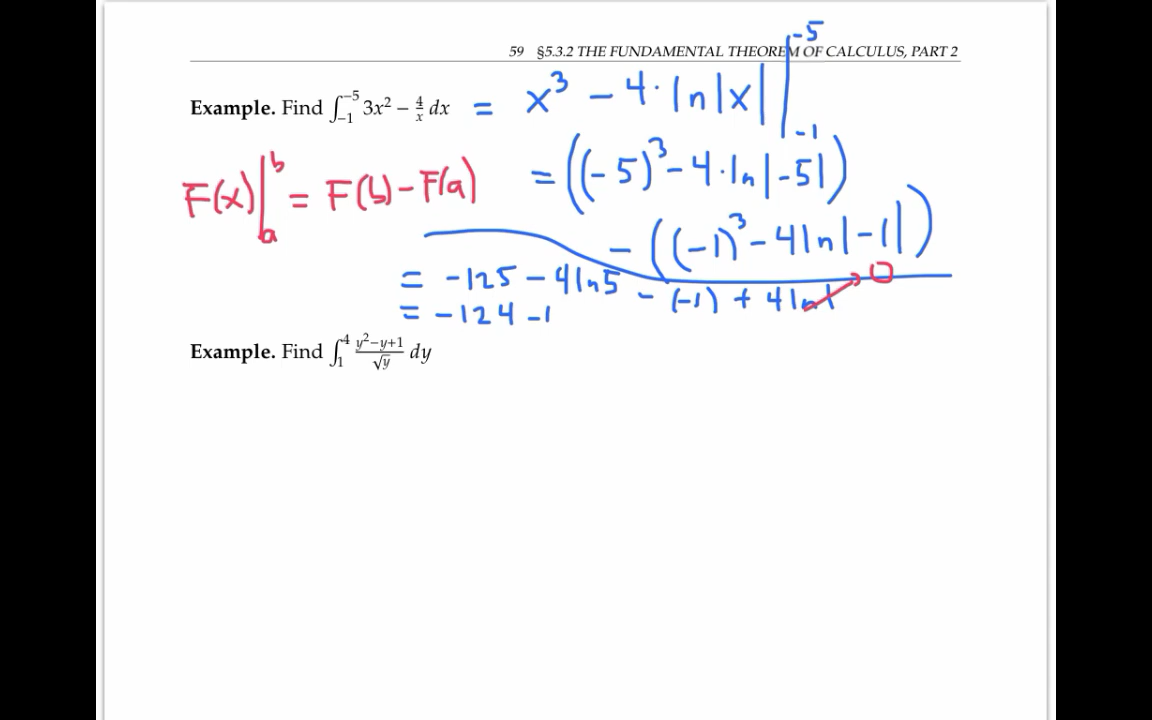 59 §5.3.2 THE FUNDAMENTAL THEOREM OF CALCULUS, PART 2
Example. Find ∫_{-1}^{-5} 3x² − 4/x dx = x³ − 4·ln|x| |_{-1}^{-5}
F(x)|_a^b = F(b) − F(a)
= ((-5)³ − 4·ln|-5|)
− ((-1)³ − 4ln|-1|)
= -125 − 4ln5 − (-1) + 4ln1 → 0
= -124 -1
Example. Find ∫_1^4 (y²−y+1)/√y dy